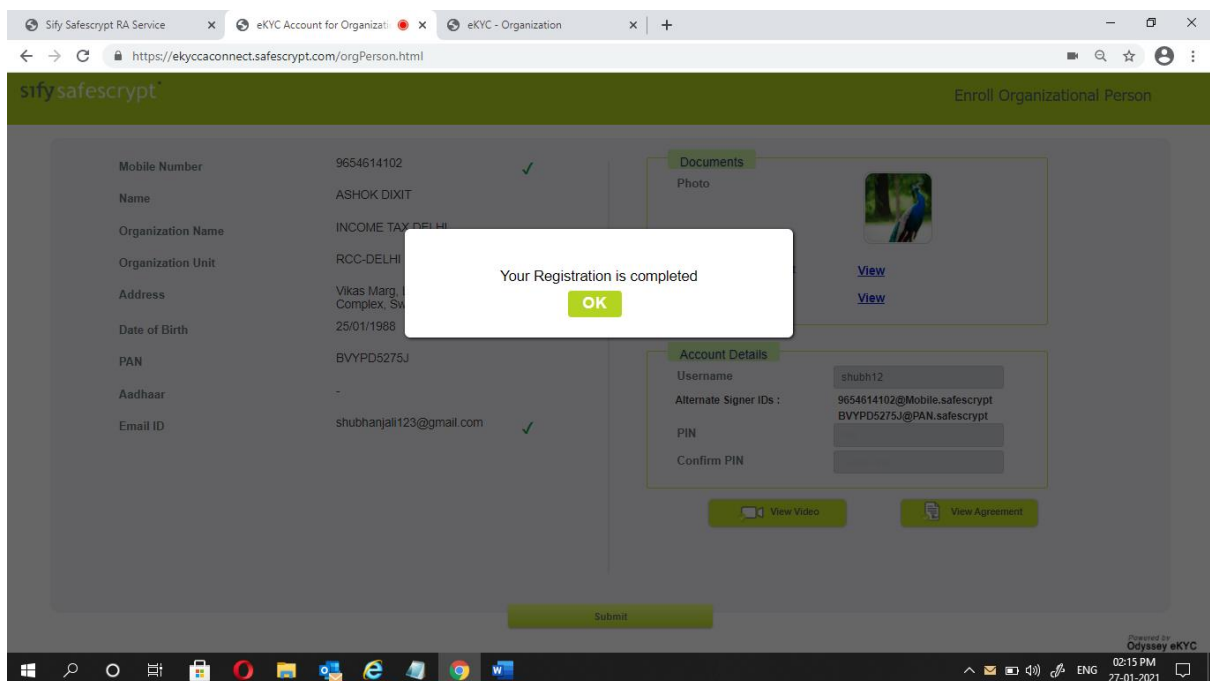 Sify Safescrypt RA Service
eKYC Account for Organizati
eKYC - Organization
https://ekyccaconnect.safescrypt.com/orgPerson.html
sify safescrypt
Enroll Organizational Person
Mobile Number 9654614102
Name ASHOK DIXIT
Organization Name INCOME TAX DELHI
Organization Unit RCC-DELHI
Address Vikas Marg,
Complex, Sw
Date of Birth 25/01/1988
PAN BVYPD5275J
Aadhaar -
Email ID shubhanjali123@gmail.com
Documents
Photo
View
View
Your Registration is completed
OK
Account Details
Username shubh12
Alternate Signer IDs : 9654614102@Mobile.safescrypt
BVYPD5275J@PAN.safescrypt
PIN
Confirm PIN
View Video
View Agreement
Submit
Powered by
Odyssey eKYC
ENG
02:15 PM
27-01-2021